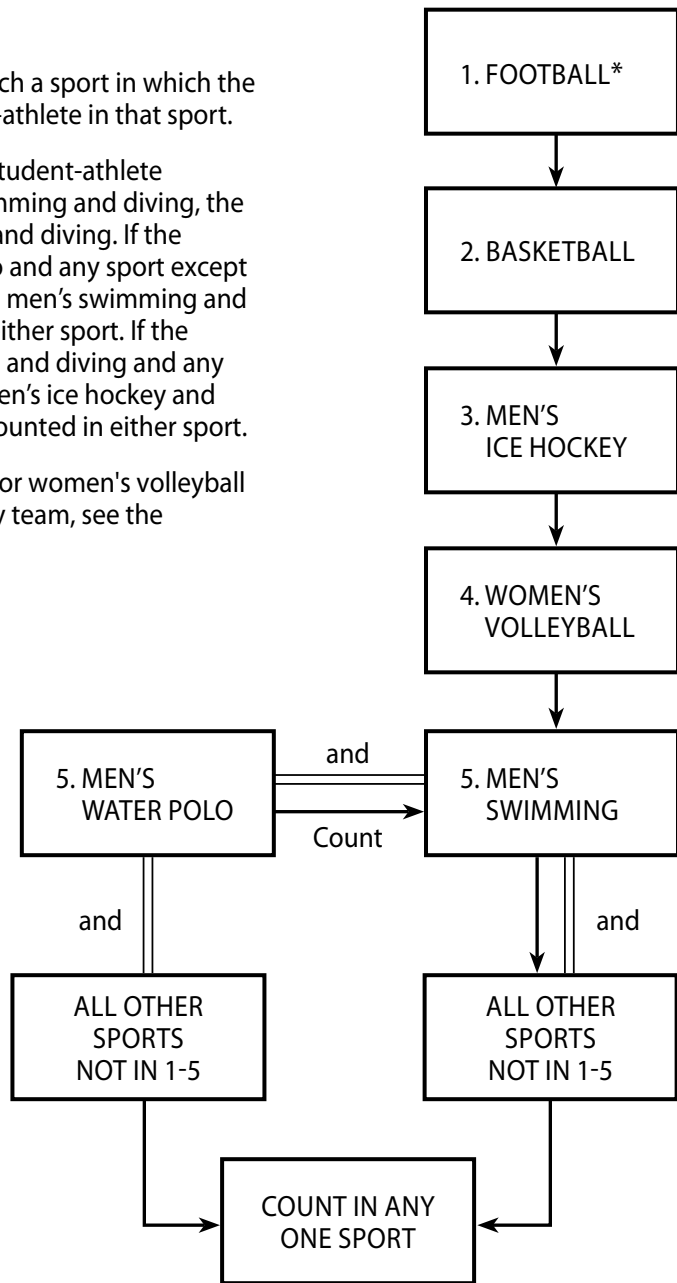 ch a sport in which the
-athlete in that sport.
tudent-athlete
nming and diving, the
and diving. If the
o and any sport except
men’s swimming and
ither sport. If the
and diving and any
en’s ice hockey and
ounted in either sport.
or women's volleyball
y team, see the
1. FOOTBALL*
2. BASKETBALL
3. MEN’S
ICE HOCKEY
4. WOMEN’S
VOLLEYBALL
5. MEN’S
WATER POLO
and
Count
5. MEN’S
SWIMMING
and
and
ALL OTHER
SPORTS
NOT IN 1-5
ALL OTHER
SPORTS
NOT IN 1-5
COUNT IN ANY
ONE SPORT